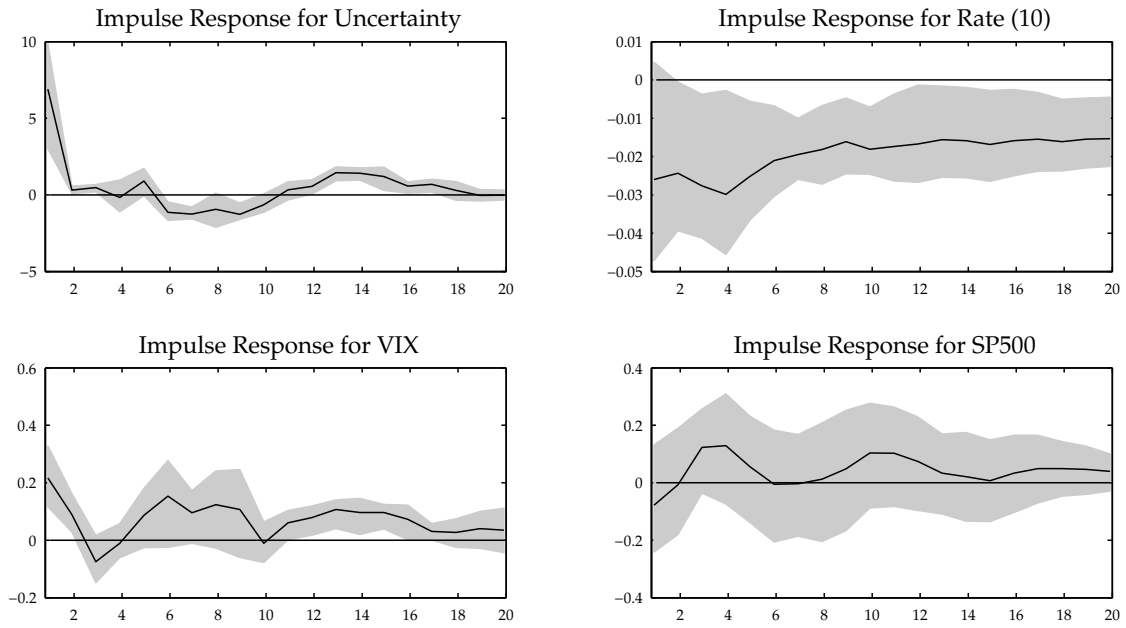 Impulse Response for Uncertainty
10
5
0
−5
2 4 6 8 10 12 14 16 18 20
Impulse Response for Rate (10)
0.01
0
−0.01
−0.02
−0.03
−0.04
−0.05
2 4 6 8 10 12 14 16 18 20
Impulse Response for VIX
0.6
0.4
0.2
0
−0.2
2 4 6 8 10 12 14 16 18 20
Impulse Response for SP500
0.4
0.2
0
−0.2
−0.4
2 4 6 8 10 12 14 16 18 20